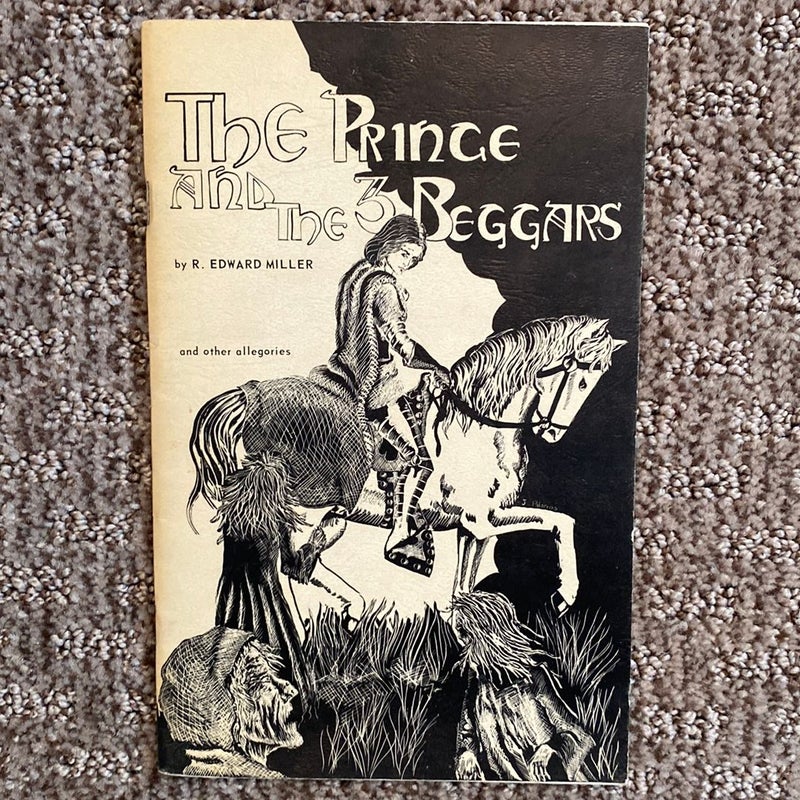 The Prince
and the 3 Beggars
by R. EDWARD MILLER
and other allegories